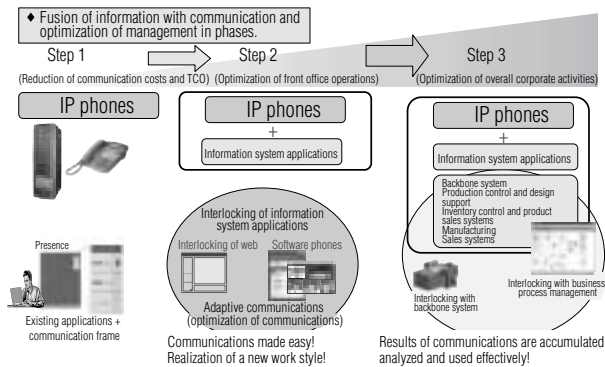 ♦ Fusion of information with communication and
optimization of management in phases.
Step 1
Step 2
Step 3
(Reduction of communication costs and TCO)
(Optimization of front office operations)
(Optimization of overall corporate activities)
IP phones
Presence
Existing applications +
communication frame
IP phones
+
Information system applications
Interlocking of information
system applications
Interlocking of web
Software phones
Adaptive communications
(optimization of communications)
Communications made easy!
Realization of a new work style!
IP phones
+
Information system applications
Backbone system
Production control and design
support
Inventory control and product
sales systems
Manufacturing
Sales systems
Interlocking with
backbone system
Interlocking with business
process management
Results of communications are accumulated
analyzed and used effectively!